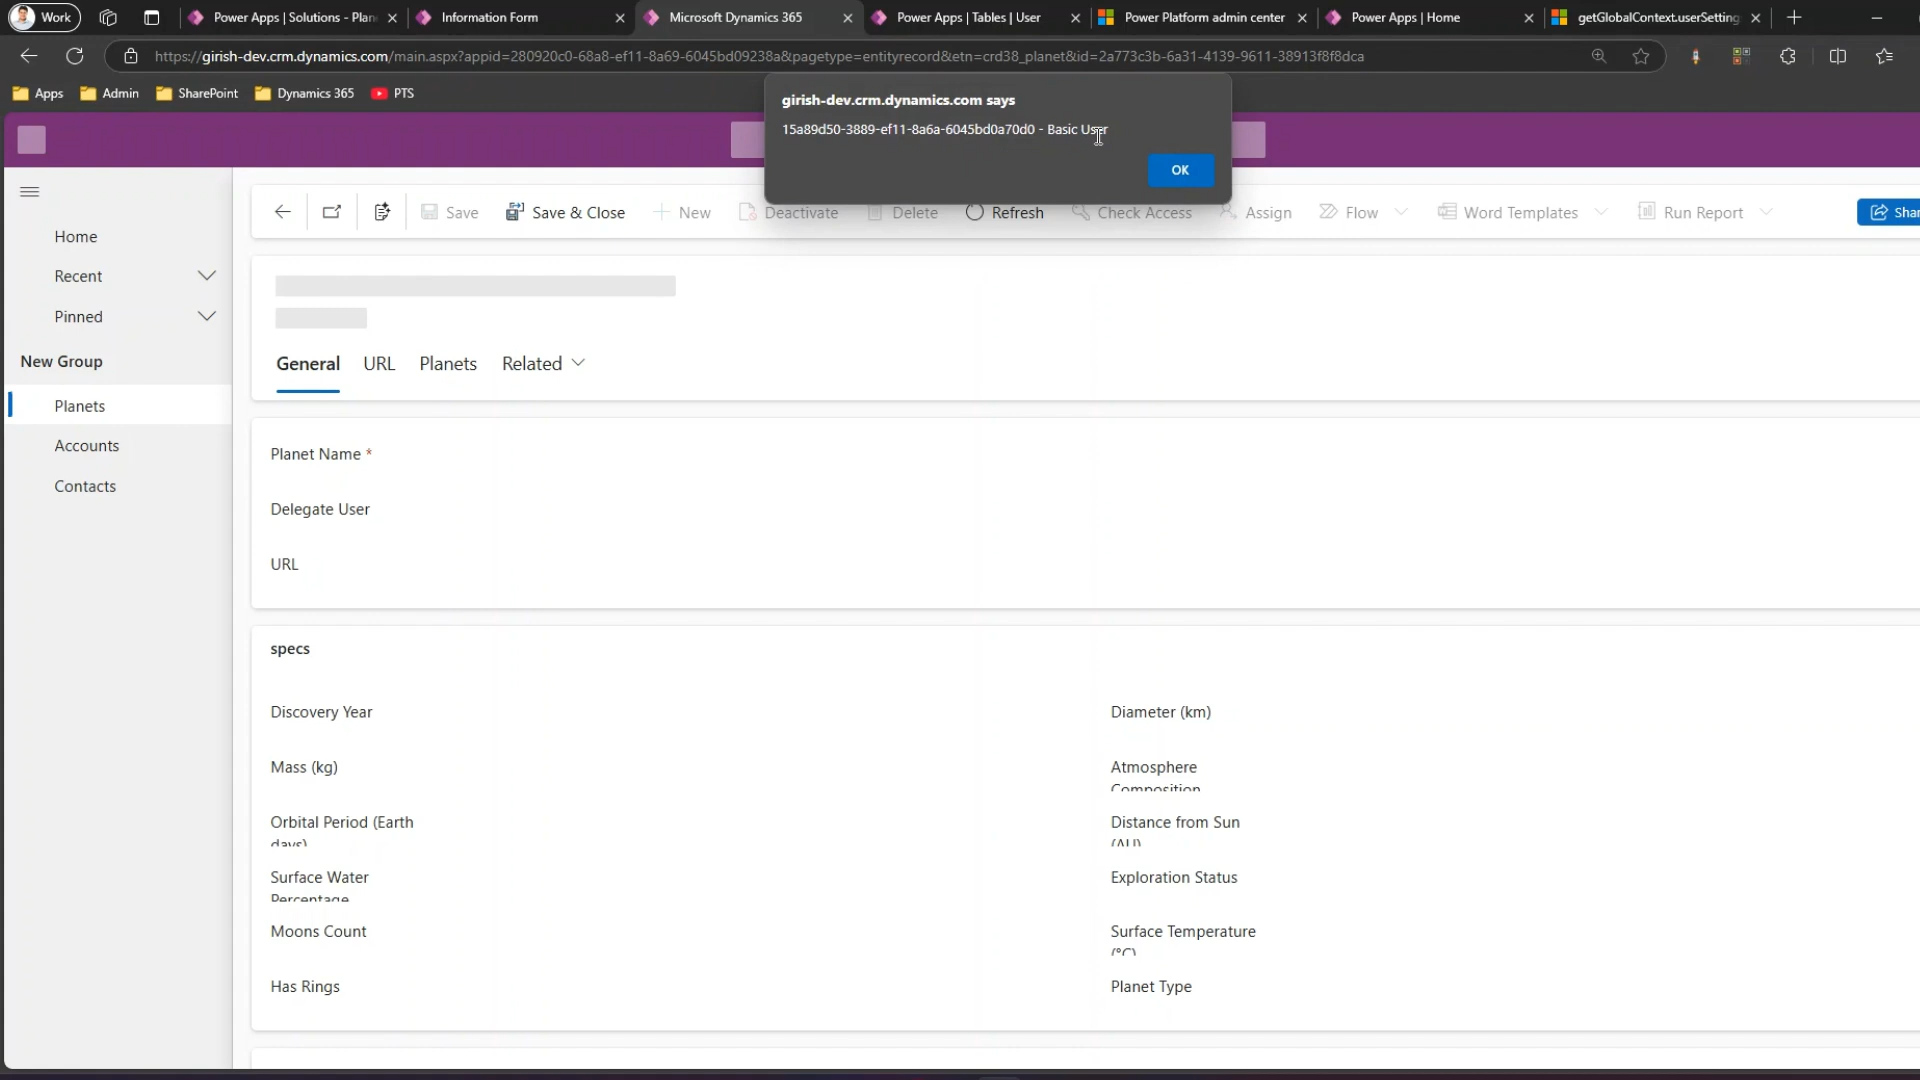 Work
Power Apps | Solutions - Plan
Information Form
Microsoft Dynamics 365
Power Apps | Tables | User
Power Platform admin center
Power Apps | Home
getGlobalContext.userSetting
https://girish-dev.crm.dynamics.com/main.aspx?appid=280920c0-68a8-ef11-8a69-6045bd09238a&pagetype=entityrecord&etn=crd38_planet&id=2a773c3b-6a31-4139-9611-38913f8f8dca
Apps
Admin
SharePoint
Dynamics 365
PTS
girish-dev.crm.dynamics.com says
15a89d50-3889-ef11-8a6a-6045bd0a70d0 - Basic User
OK
Save
Save & Close
New
Deactivate
Delete
Refresh
Check Access
Assign
Flow
Word Templates
Run Report
Shar
Home
Recent
Pinned
New Group
Planets
Accounts
Contacts
General
URL
Planets
Related
Planet Name *
Delegate User
URL
specs
Discovery Year
Diameter (km)
Mass (kg)
Atmosphere
Composition
Orbital Period (Earth
days)
Distance from Sun
(AU)
Surface Water
Percentage
Exploration Status
Moons Count
Surface Temperature
(°C)
Has Rings
Planet Type